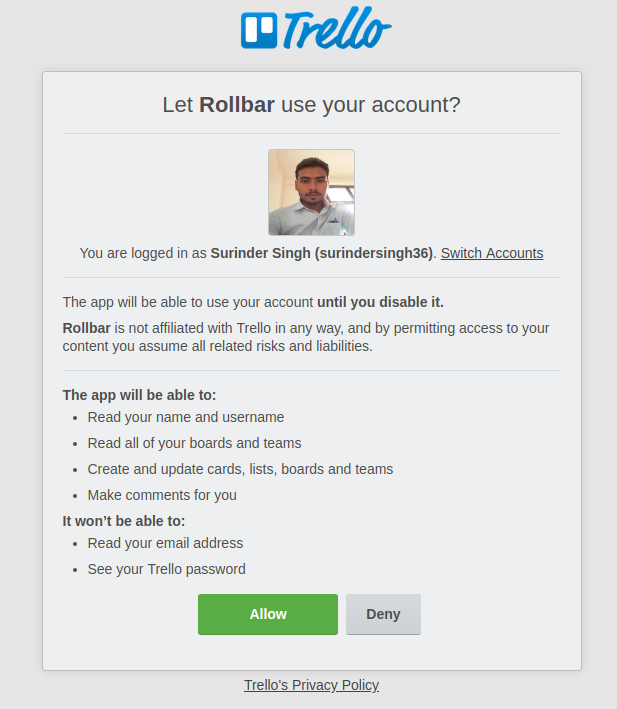 Trello
Let Rollbar use your account?
You are logged in as Surinder Singh (surindersingh36). Switch Accounts
The app will be able to use your account until you disable it.
Rollbar is not affiliated with Trello in any way, and by permitting access to your
content you assume all related risks and liabilities.
The app will be able to:
• Read your name and username
• Read all of your boards and teams
• Create and update cards, lists, boards and teams
• Make comments for you
It won’t be able to:
• Read your email address
• See your Trello password
Allow Deny
Trello's Privacy Policy